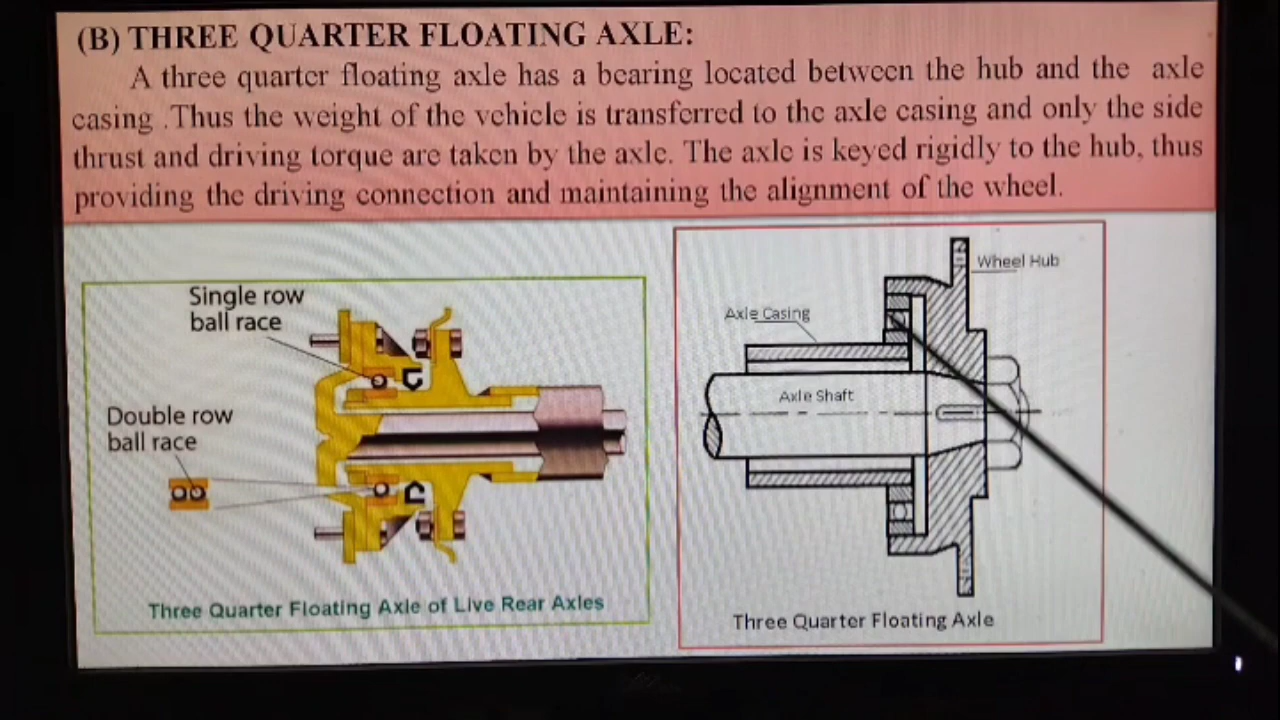 (B) THREE QUARTER FLOATING AXLE:
A three quarter floating axle has a bearing located between the hub and the axle
casing .Thus the weight of the vehicle is transferred to the axle casing and only the side
thrust and driving torque are taken by the axle. The axle is keyed rigidly to the hub, thus
providing the driving connection and maintaining the alignment of the wheel.
Single row
ball race
Double row
ball race
Three Quarter Floating Axle of Live Rear Axles
Wheel Hub
Axle Casing
Axle Shaft
Three Quarter Floating Axle